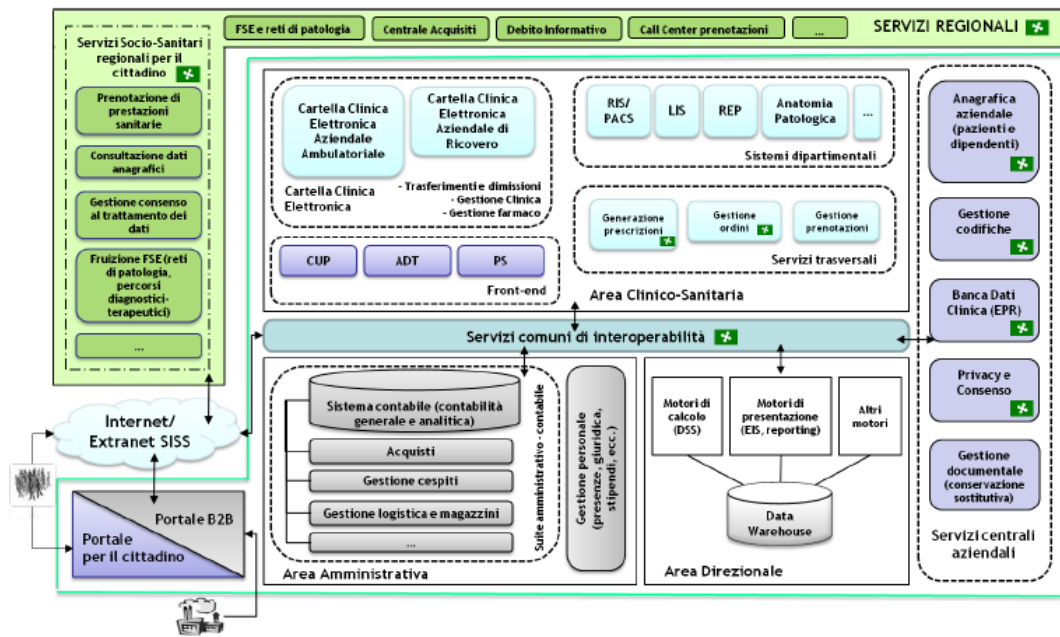 FSE e reti di patologia
Centrale Acquisiti
Debito Informativo
Call Center prenotazioni
...
SERVIZI REGIONALI
Servizi Socio-Sanitari
regionali per il
cittadino
Prenotazione di
prestazioni
sanitarie
Consultazione dati
anagrafici
Gestione consenso
al trattamento dei
dati
Fruizione FSE (reti
di patologia,
percorsi
diagnostici-
terapeutici)
...
Cartella Clinica
Elettronica
Aziendale
Ambulatoriale
Cartella Clinica
Elettronica
Aziendale di
Ricovero
Cartella Clinica
Elettronica
- Trasferimenti e dimissioni
- Gestione Clinica
- Gestione farmaco
RIS/
PACS
LIS
REP
Anatomia
Patologica
...
Sistemi dipartimentali
Generazione
prescrizioni
Gestione
ordini
Gestione
prenotazioni
Servizi trasversali
CUP
ADT
PS
Front-end
Area Clinico-Sanitaria
Servizi comuni di interoperabilità
Anagrafica
aziendale
(pazienti e
dipendenti)
Gestione
codifiche
Banca Dati
Clinica (EPR)
Privacy e
Consenso
Gestione
documentale
(conservazione
sostitutiva)
Servizi centrali
aziendali
Internet/
Extranet SISS
Portale B2B
Portale
per il cittadino
Sistema contabile (contabilità
generale e analitica)
Acquisti
Gestione cespiti
Gestione logistica e magazzini
...
Suite amministrativo - contabile
Gestione personale
(presenze, giuridica,
stipendi, ecc.)
Area Amministrativa
Motori di
calcolo
(DSS)
Motori di
presentazione
(EIS, reporting)
Altri
motori
Data
Warehouse
Area Direzionale